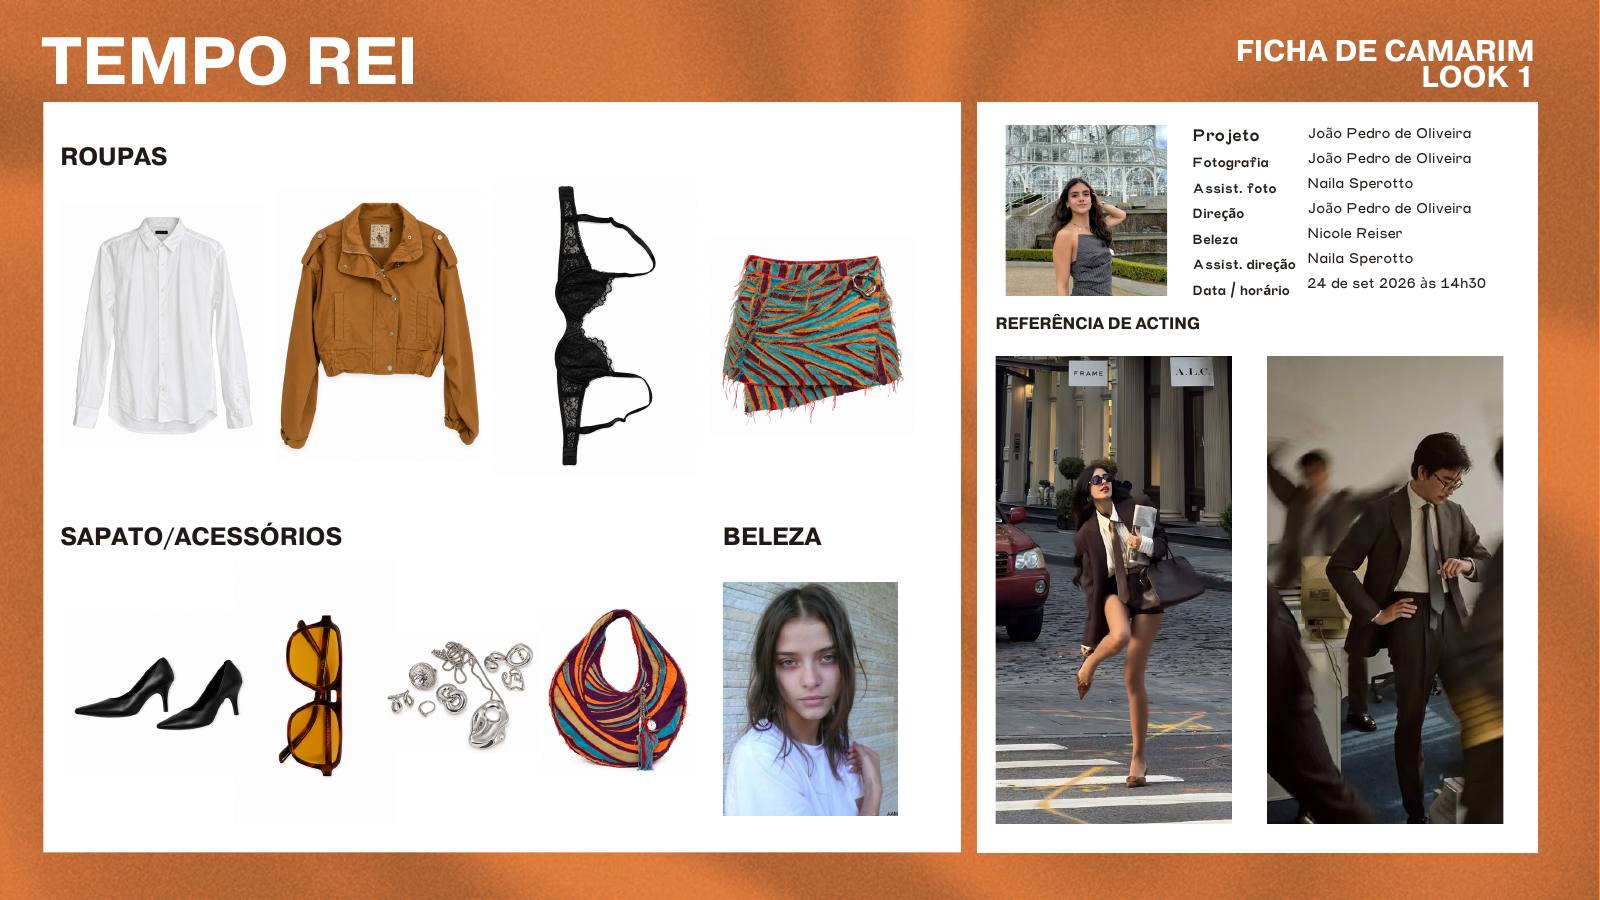 TEMPO REI
FICHA DE CAMARIM
LOOK 1
ROUPAS
SAPATO/ACESSÓRIOS
BELEZA
Projeto João Pedro de Oliveira
Fotografia João Pedro de Oliveira
Assist. foto Naila Sperotto
Direção João Pedro de Oliveira
Beleza Nicole Reiser
Assist. direção Naila Sperotto
Data / horário 24 de set 2026 às 14h30
REFERÊNCIA DE ACTING
FRAME
A.L.C.